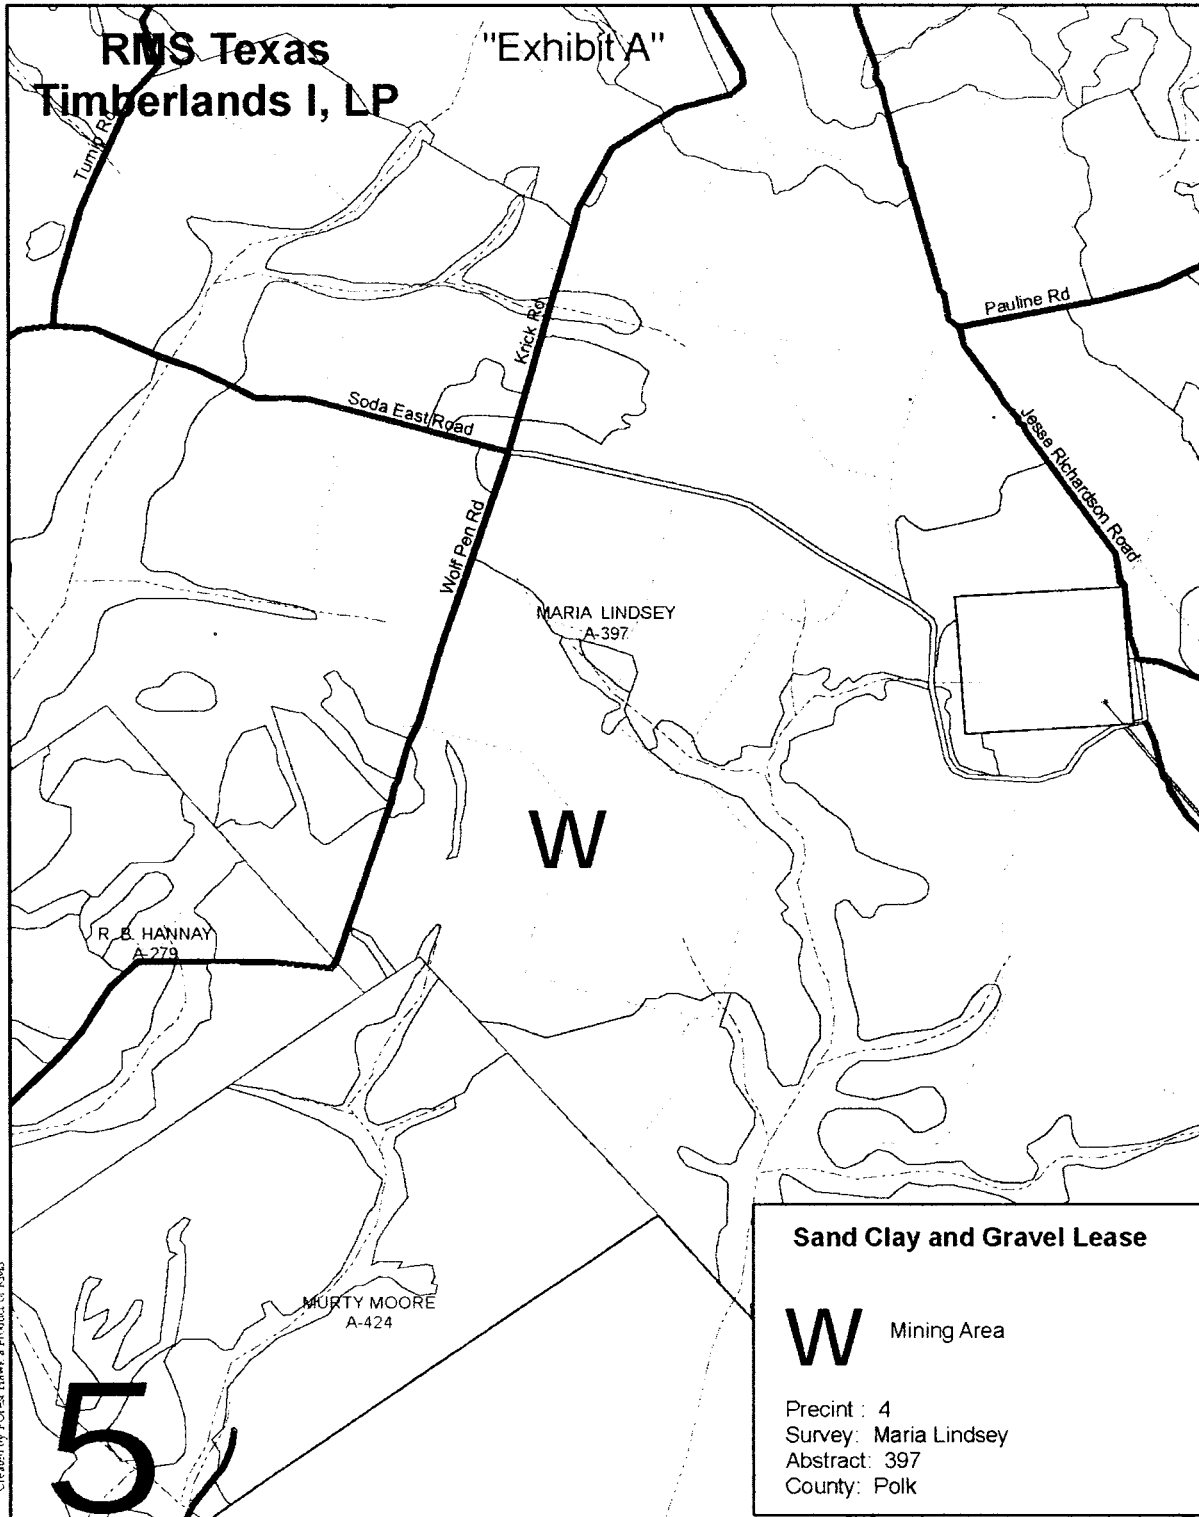 RMS Texas
Timberlands I, LP
"Exhibit A"
Turnip Rd
Pauline Rd
Krick Rd
Soda East Road
Jesse Richardson Road
Wolf Pen Rd
MARIA LINDSEY
A-397
W
R. B. HANNAY
A-279
MURTY MOORE
A-424
5
Sand Clay and Gravel Lease
W Mining Area
Precint : 4
Survey: Maria Lindsey
Abstract: 397
County: Polk